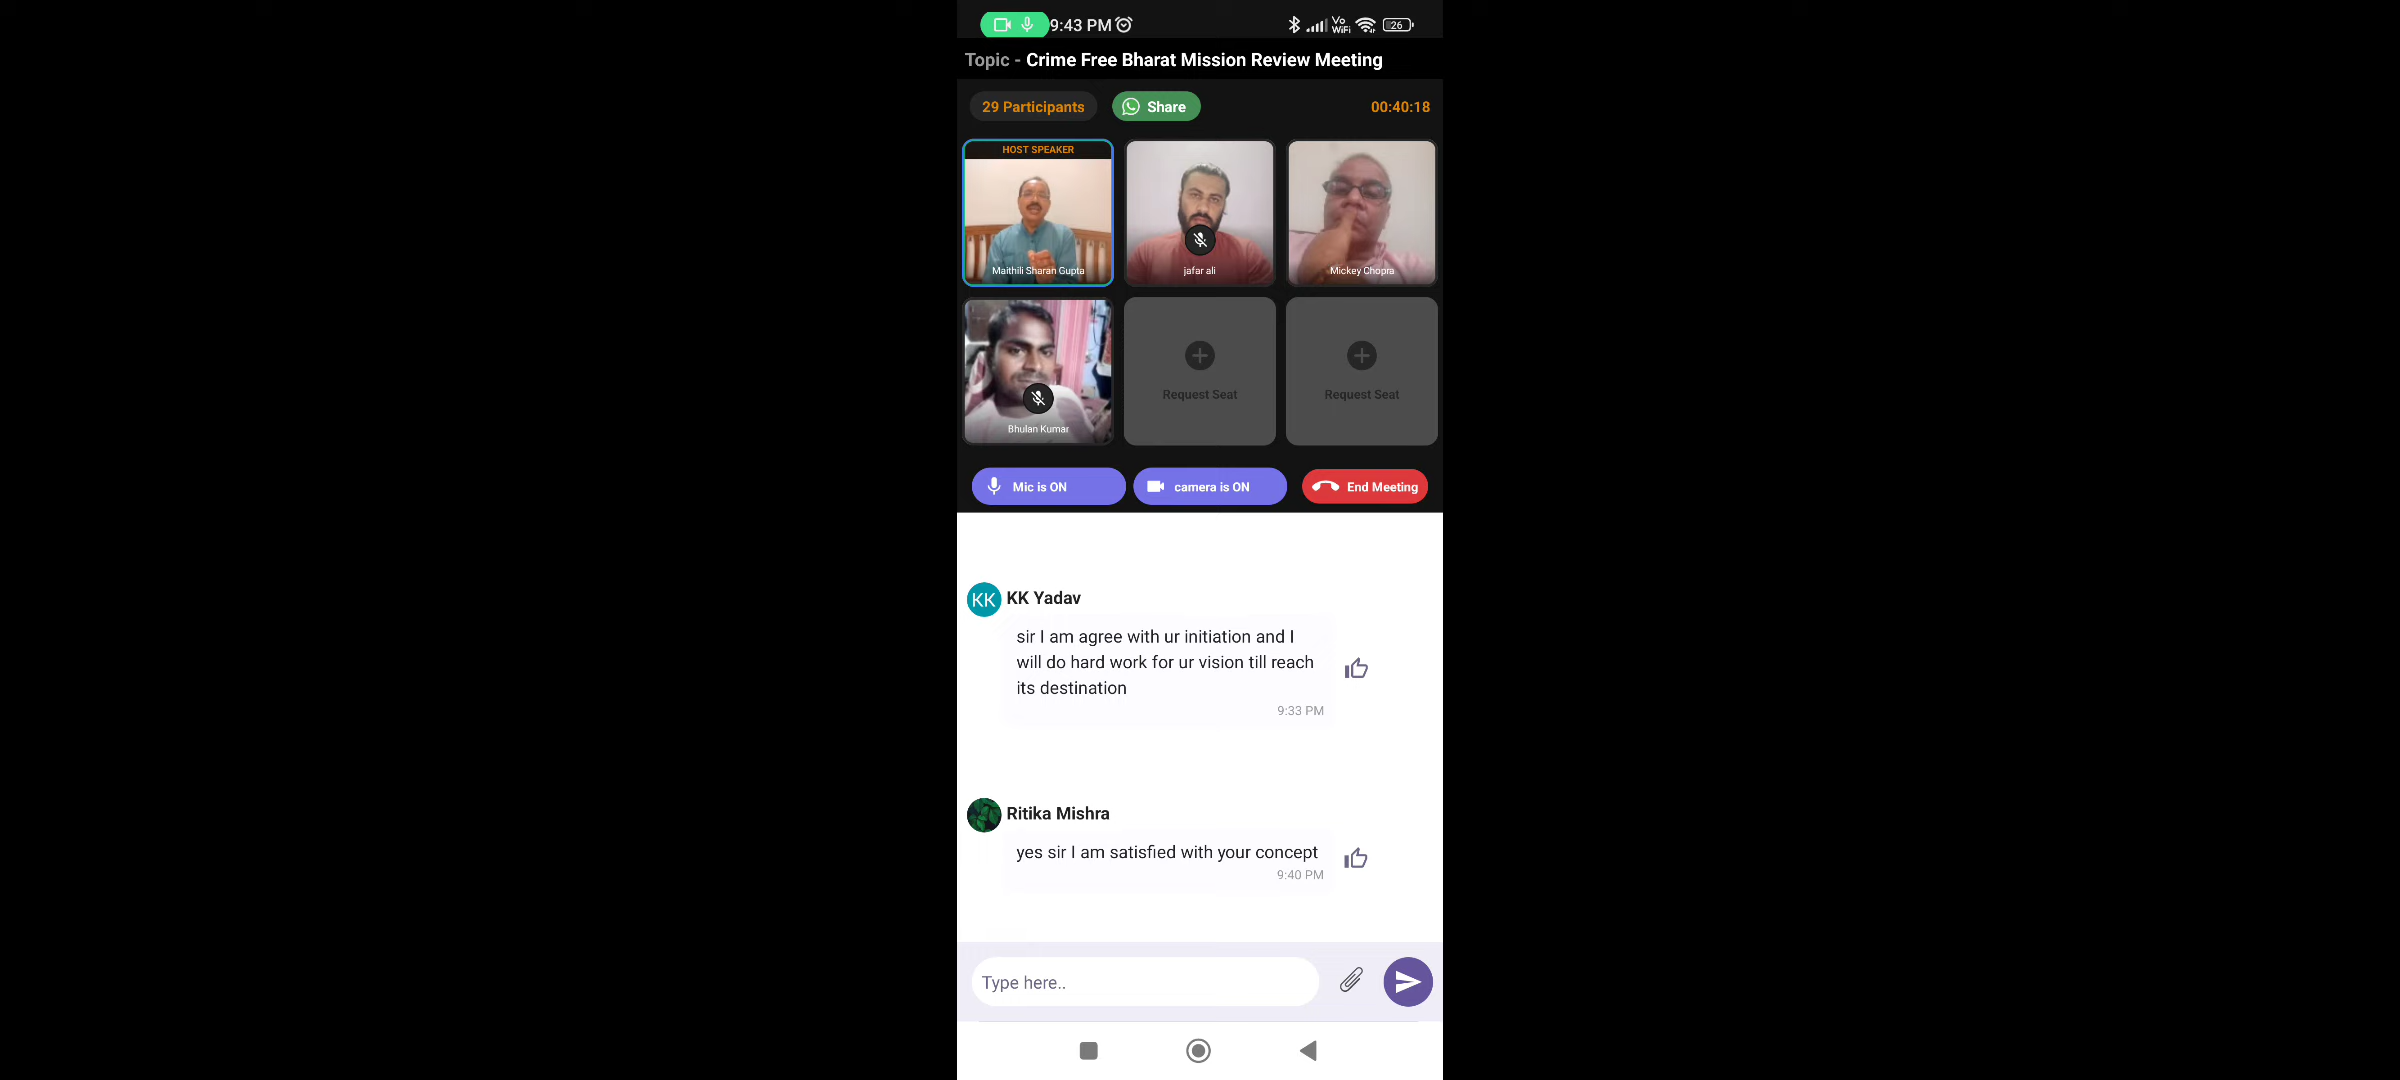 9:43 PM
Vo
WiFi
26
Topic - Crime Free Bharat Mission Review Meeting
29 Participants
Share
00:40:18
HOST SPEAKER
Maithili Sharan Gupta
jafar ali
Mickey Chopra
Bhulan Kumar
Request Seat
Request Seat
Mic is ON
camera is ON
End Meeting
KK
KK Yadav
sir I am agree with ur initiation and I
will do hard work for ur vision till reach
its destination
9:33 PM
Ritika Mishra
yes sir I am satisfied with your concept
9:40 PM
Type here..